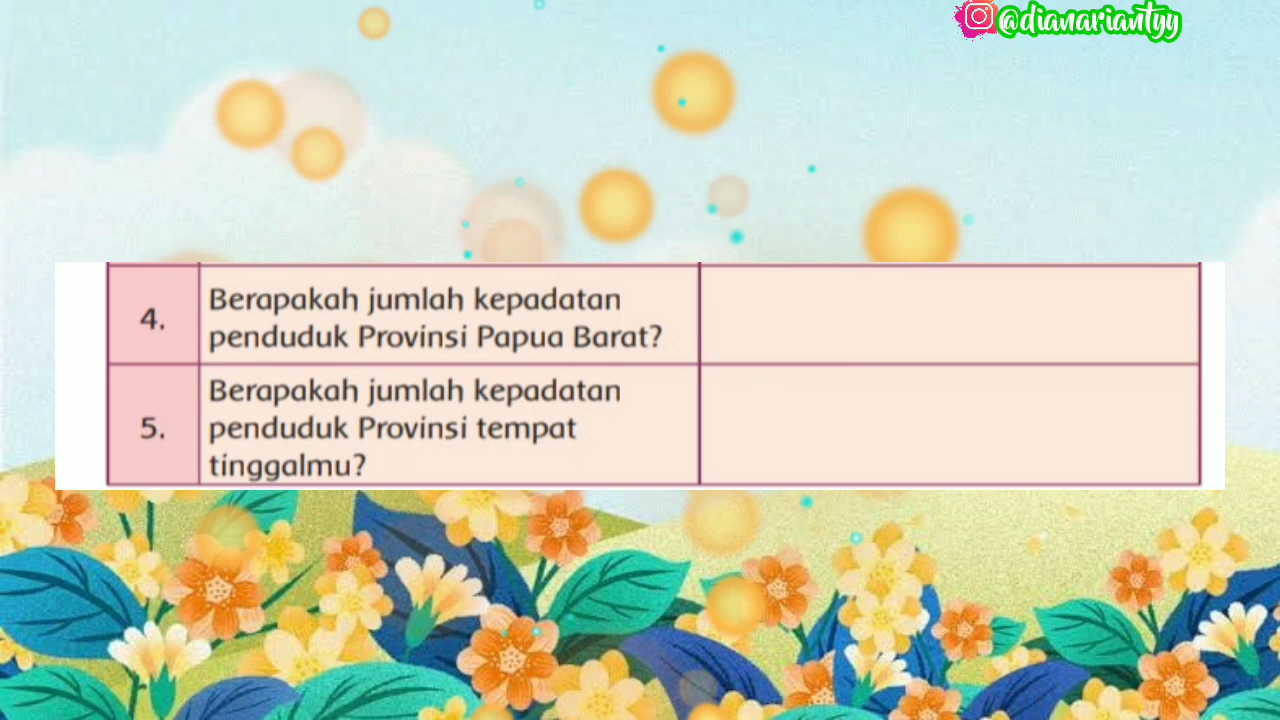 @dianariantyy
4.
Berapakah jumlah kepadatan
penduduk Provinsi Papua Barat?
5.
Berapakah jumlah kepadatan
penduduk Provinsi tempat
tinggalmu?